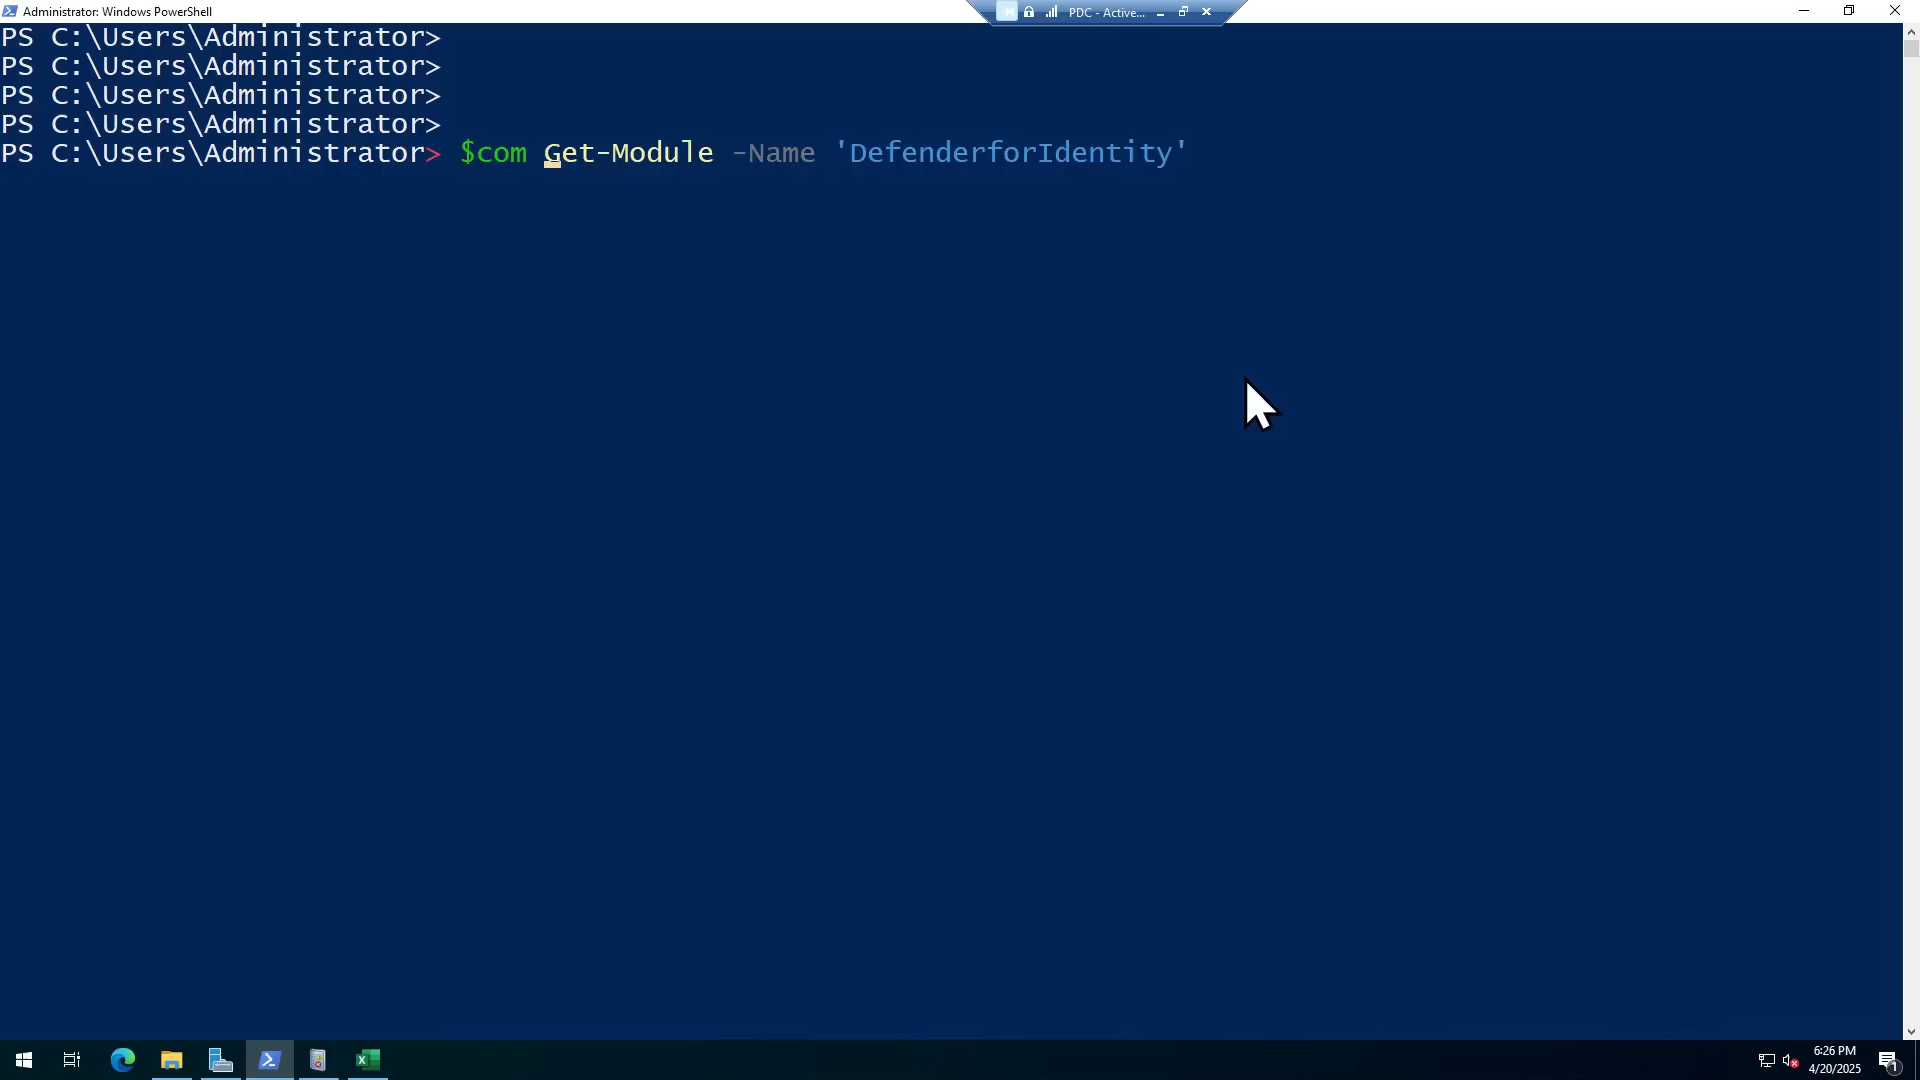 Administrator: Windows PowerShell
PDC - Active...
PS C:\Users\Administrator>
PS C:\Users\Administrator>
PS C:\Users\Administrator>
PS C:\Users\Administrator>
PS C:\Users\Administrator> $com Get-Module -Name 'DefenderforIdentity'
6:26 PM
4/20/2025
1